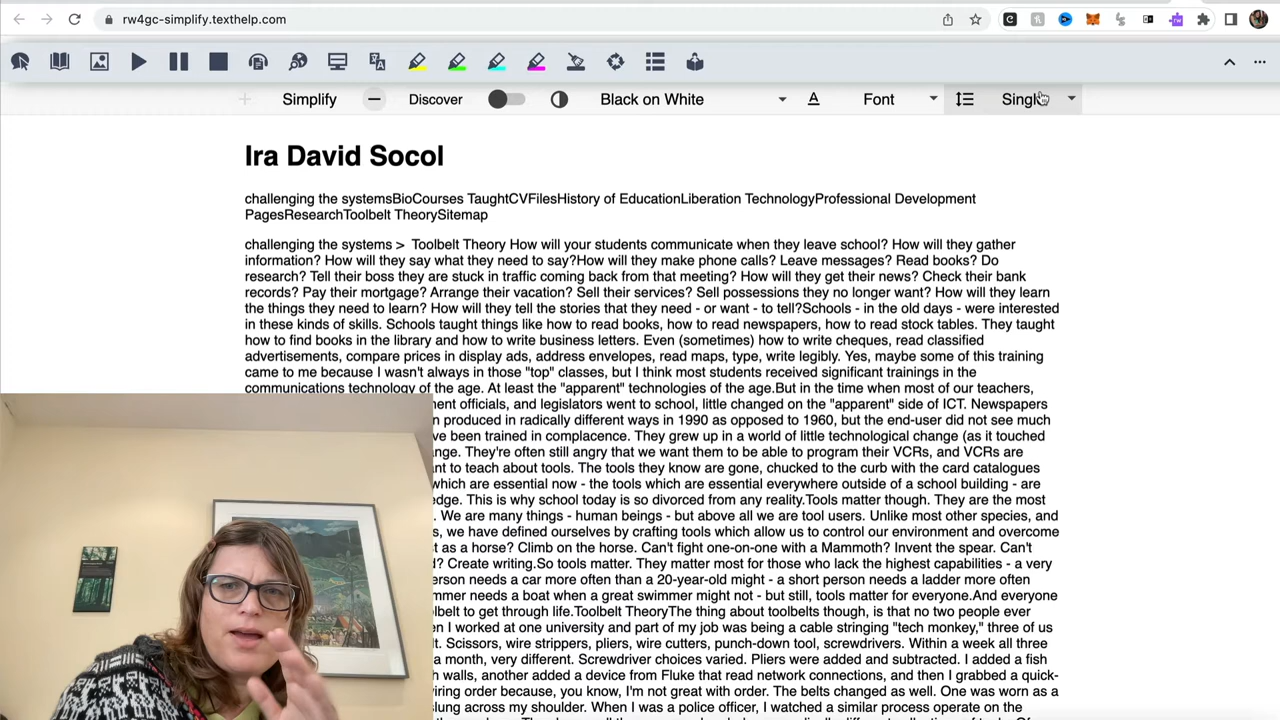 rw4gc-simplify.texthelp.com
Simplify
Discover
Black on White
A
Font
Singl
Ira David Socol
challenging the systemsBioCourses TaughtCVFilesHistory of EducationLiberation TechnologyProfessional Development
PagesResearchToolbelt TheorySitemap
challenging the systems > Toolbelt Theory How will your students communicate when they leave school? How will they gather
information? How will they say what they need to say?How will they make phone calls? Leave messages? Read books? Do
research? Tell their boss they are stuck in traffic coming back from that meeting? How will they get their news? Check their bank
records? Pay their mortgage? Arrange their vacation? Sell their services? Sell possessions they no longer want? How will they learn
the things they need to learn? How will they tell the stories that they need - or want - to tell?Schools - in the old days - were interested
in these kinds of skills. Schools taught things like how to read books, how to read newspapers, how to read stock tables. They taught
how to find books in the library and how to write business letters. Even (sometimes) how to write cheques, read classified
advertisements, compare prices in display ads, address envelopes, read maps, type, write legibly. Yes, maybe some of this training
came to me because I wasn't always in those "top" classes, but I think most students received significant trainings in the
communications technology of the age. At least the "apparent" technologies of the age.But in the time when most of our teachers,
ent officials, and legislators went to school, little changed on the "apparent" side of ICT. Newspapers
n produced in radically different ways in 1990 as opposed to 1960, but the end-user did not see much
ve been trained in complacence. They grew up in a world of little technological change (as it touched
nge. They're often still angry that we want them to be able to program their VCRs, and VCRs are
nt to teach about tools. The tools they know are gone, chucked to the curb with the card catalogues
which are essential now - the tools which are essential everywhere outside of a school building - are
edge. This is why school today is so divorced from any reality.Tools matter though. They are the most
. We are many things - human beings - but above all we are tool users. Unlike most other species, and
s, we have defined ourselves by crafting tools which allow us to control our environment and overcome
t as a horse? Climb on the horse. Can't fight one-on-one with a Mammoth? Invent the spear. Can't
d? Create writing.So tools matter. They matter most for those who lack the highest capabilities - a very
erson needs a car more often than a 20-year-old might - a short person needs a ladder more often
mmer needs a boat when a great swimmer might not - but still, tools matter for everyone.And everyone
olbelt to get through life.Toolbelt TheoryThe thing about toolbelts though, is that no two people ever
n I worked at one university and part of my job was being a cable stringing "tech monkey," three of us
t. Scissors, wire strippers, pliers, wire cutters, punch-down tool, screwdrivers. Within a week all three
a month, very different. Screwdriver choices varied. Pliers were added and subtracted. I added a fish
h walls, another added a device from Fluke that read network connections, and then I grabbed a quick-
iring order because, you know, I'm not great with order. The belts changed as well. One was worn as a
slung across my shoulder. When I was a police officer, I watched a similar process operate on the